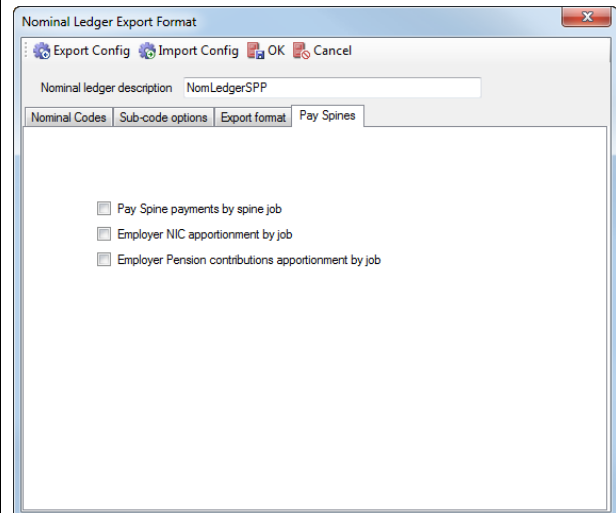 Nominal Ledger Export Format
Export Config Import Config OK Cancel
Nominal ledger description NomLedgerSPP
Nominal Codes Sub-code options Export format Pay Spines
Pay Spine payments by spine job
Employer NIC apportionment by job
Employer Pension contributions apportionment by job